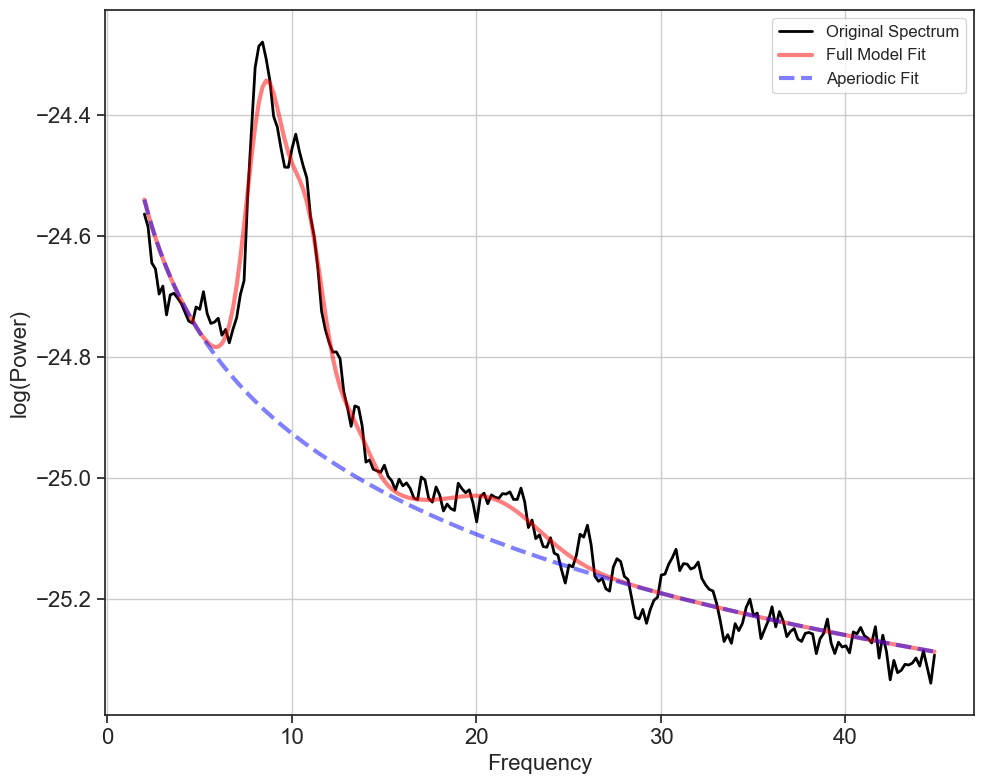 Original Spectrum
Full Model Fit
Aperiodic Fit
−24.4
−24.6
−24.8
−25.0
−25.2
log(Power)
0 10 20 30 40
Frequency